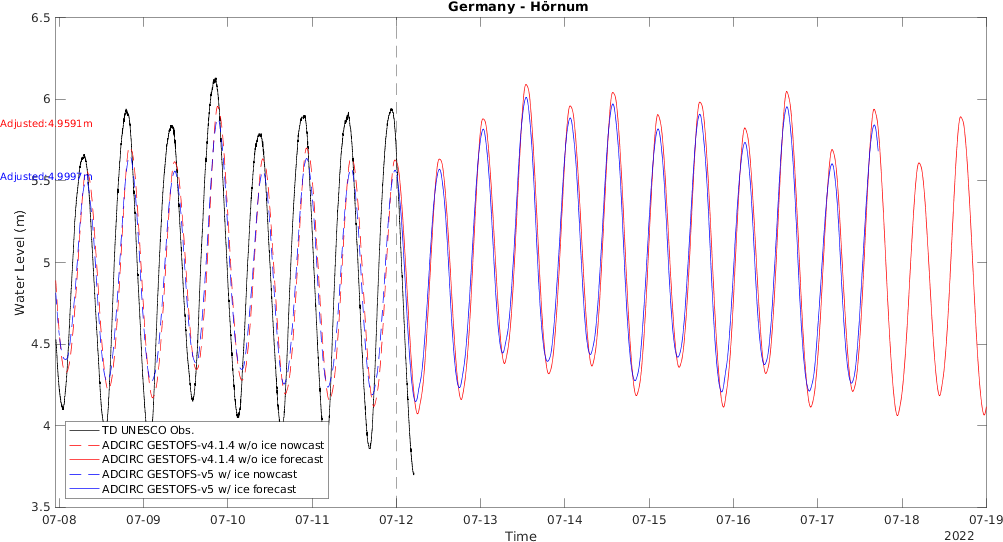 Germany - Hörnum
6.5
6
Adjusted:4.9591m
5.5
Adjusted:4.9997m
5
4.5
4
3.5
Water Level (m)
TD UNESCO Obs.
ADCIRC GESTOFS-v4.1.4 w/o ice nowcast
ADCIRC GESTOFS-v4.1.4 w/o ice forecast
ADCIRC GESTOFS-v5 w/ ice nowcast
ADCIRC GESTOFS-v5 w/ ice forecast
07-08 07-09 07-10 07-11 07-12 07-13 07-14 07-15 07-16 07-17 07-18 07-19
Time
2022